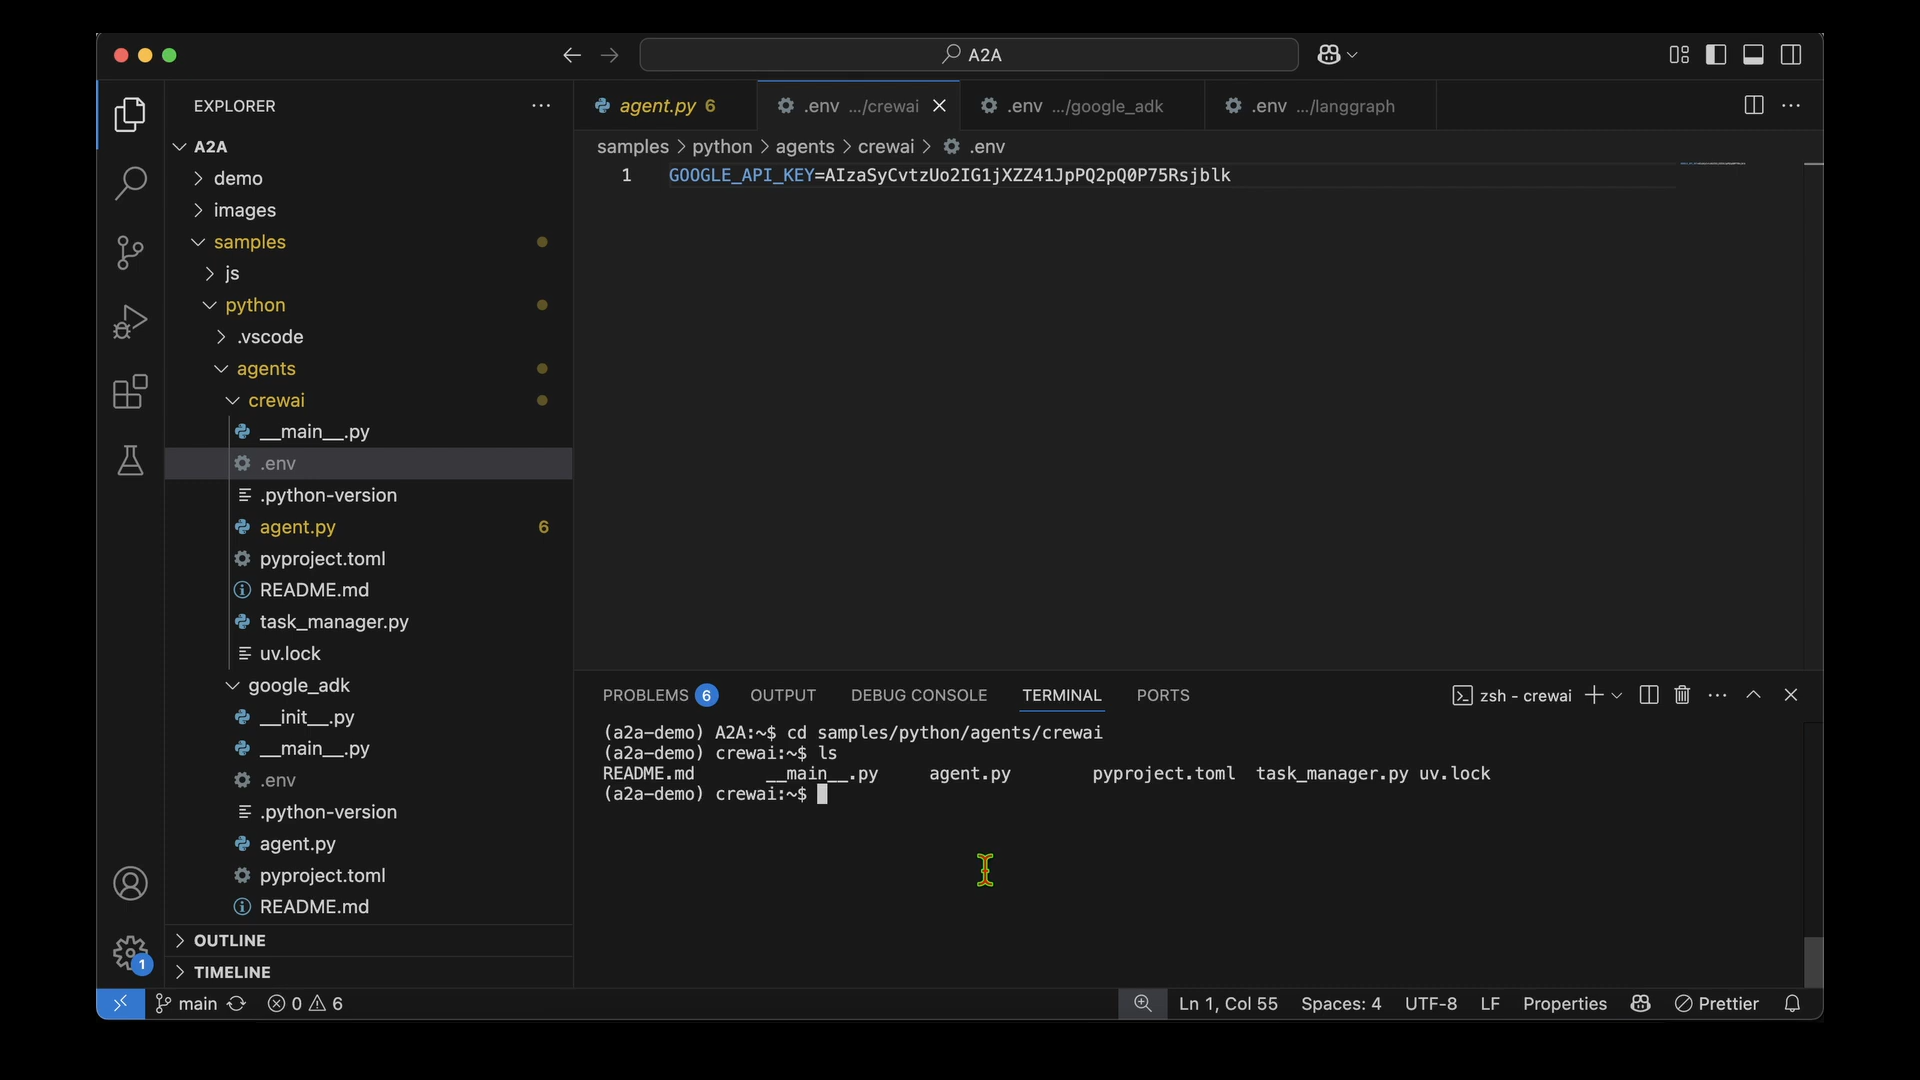 A2A
EXPLORER
A2A
demo
images
samples
js
python
.vscode
agents
crewai
__main__.py
.env
.python-version
agent.py 6
pyproject.toml
README.md
task_manager.py
uv.lock
google_adk
__init__.py
__main__.py
.env
.python-version
agent.py
pyproject.toml
README.md
OUTLINE
TIMELINE
1
agent.py 6
.env .../crewai
.env .../google_adk
.env .../langgraph
samples > python > agents > crewai > .env
1 GOOGLE_API_KEY=AIzaSyCvtzUo2IG1jXZZ41JpPQ2pQ0P75Rsjblk
PROBLEMS 6 OUTPUT DEBUG CONSOLE TERMINAL PORTS
zsh - crewai
(a2a-demo) A2A:~$ cd samples/python/agents/crewai
(a2a-demo) crewai:~$ ls
README.md __main__.py agent.py pyproject.toml task_manager.py uv.lock
(a2a-demo) crewai:~$
main 0 6 Ln 1, Col 55 Spaces: 4 UTF-8 LF Properties Prettier